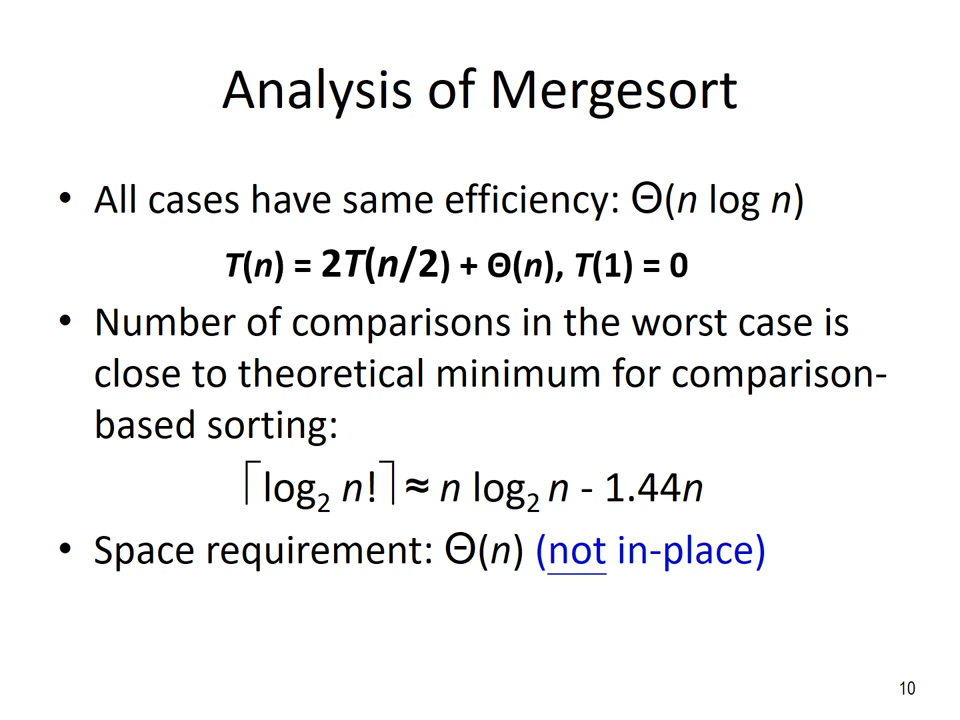 Analysis of Mergesort
• All cases have same efficiency: Θ(n log n)
T(n) = 2T(n/2) + Θ(n), T(1) = 0
• Number of comparisons in the worst case is
close to theoretical minimum for comparison-
based sorting:
⌈log₂ n!⌉ ≈ n log₂ n - 1.44n
• Space requirement: Θ(n) (not in-place)
10